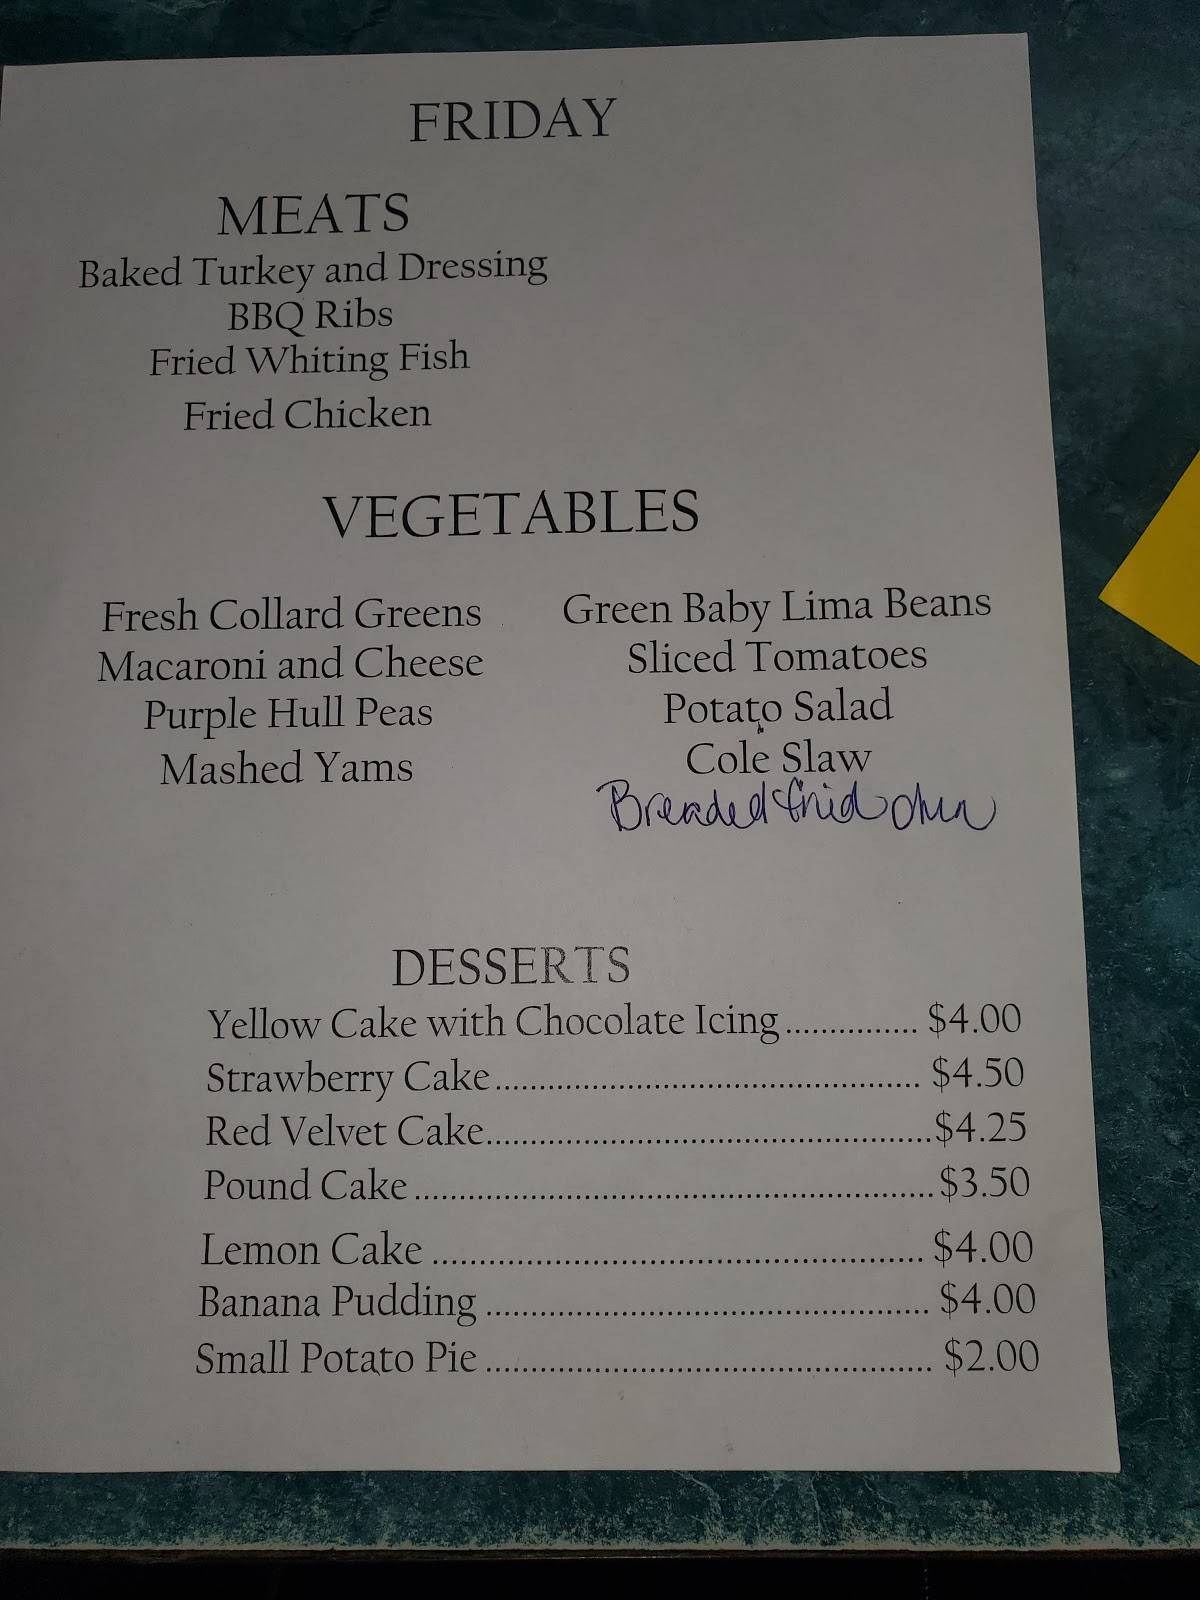 FRIDAY
MEATS
Baked Turkey and Dressing
BBQ Ribs
Fried Whiting Fish
Fried Chicken
VEGETABLES
Fresh Collard Greens
Macaroni and Cheese
Purple Hull Peas
Mashed Yams
Green Baby Lima Beans
Sliced Tomatoes
Potato Salad
Cole Slaw
Breaded fried okra
DESSERTS
Yellow Cake with Chocolate Icing............... $4.00
Strawberry Cake................................................ $4.50
Red Velvet Cake..................................................$4.25
Pound Cake..........................................................$3.50
Lemon Cake ....................................................... $4.00
Banana Pudding ................................................. $4.00
Small Potato Pie ................................................. $2.00